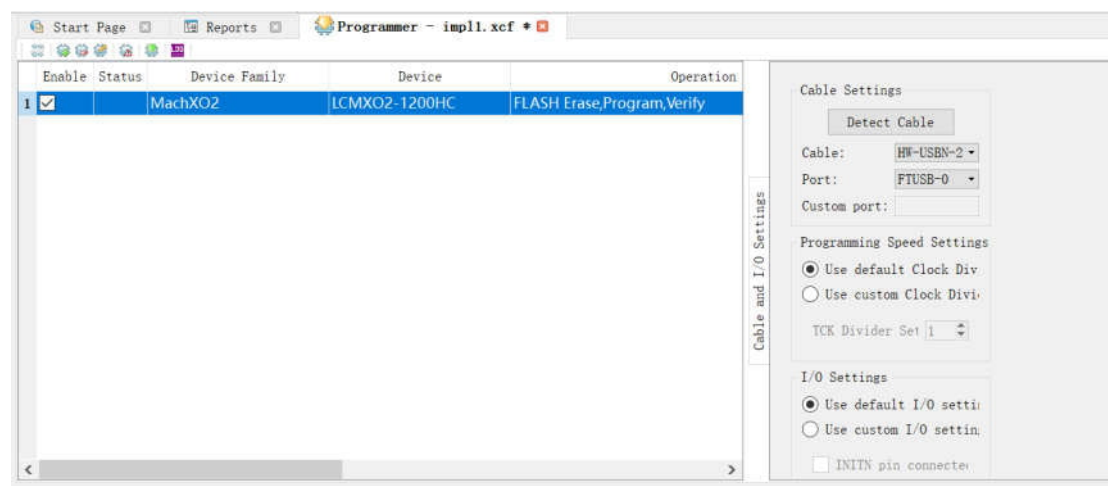 Start Page Reports Programmer - impl1.xcf *
Enable Status Device Family Device Operation
1 MachXO2 LCMXO2-1200HC FLASH Erase,Program,Verify
Cable and I/O Settings
Cable Settings
Detect Cable
Cable: HW-USBN-2
Port: FTUSB-0
Custom port:
Programming Speed Settings
Use default Clock Div
Use custom Clock Divi
TCK Divider Set 1
I/O Settings
Use default I/O settin
Use custom I/O setting
INITN pin connected